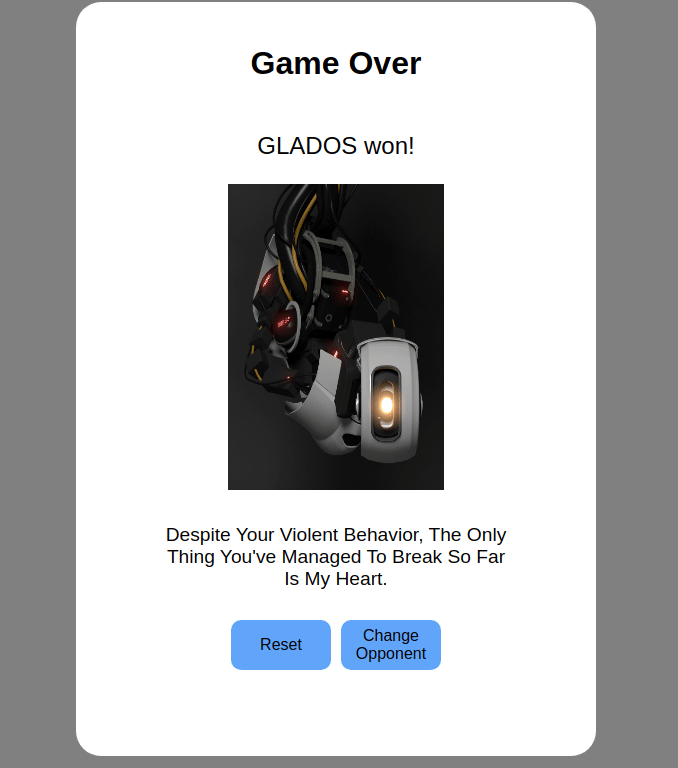 Game Over
GLADOS won!
Despite Your Violent Behavior, The Only
Thing You've Managed To Break So Far
Is My Heart.
Reset
Change
Opponent